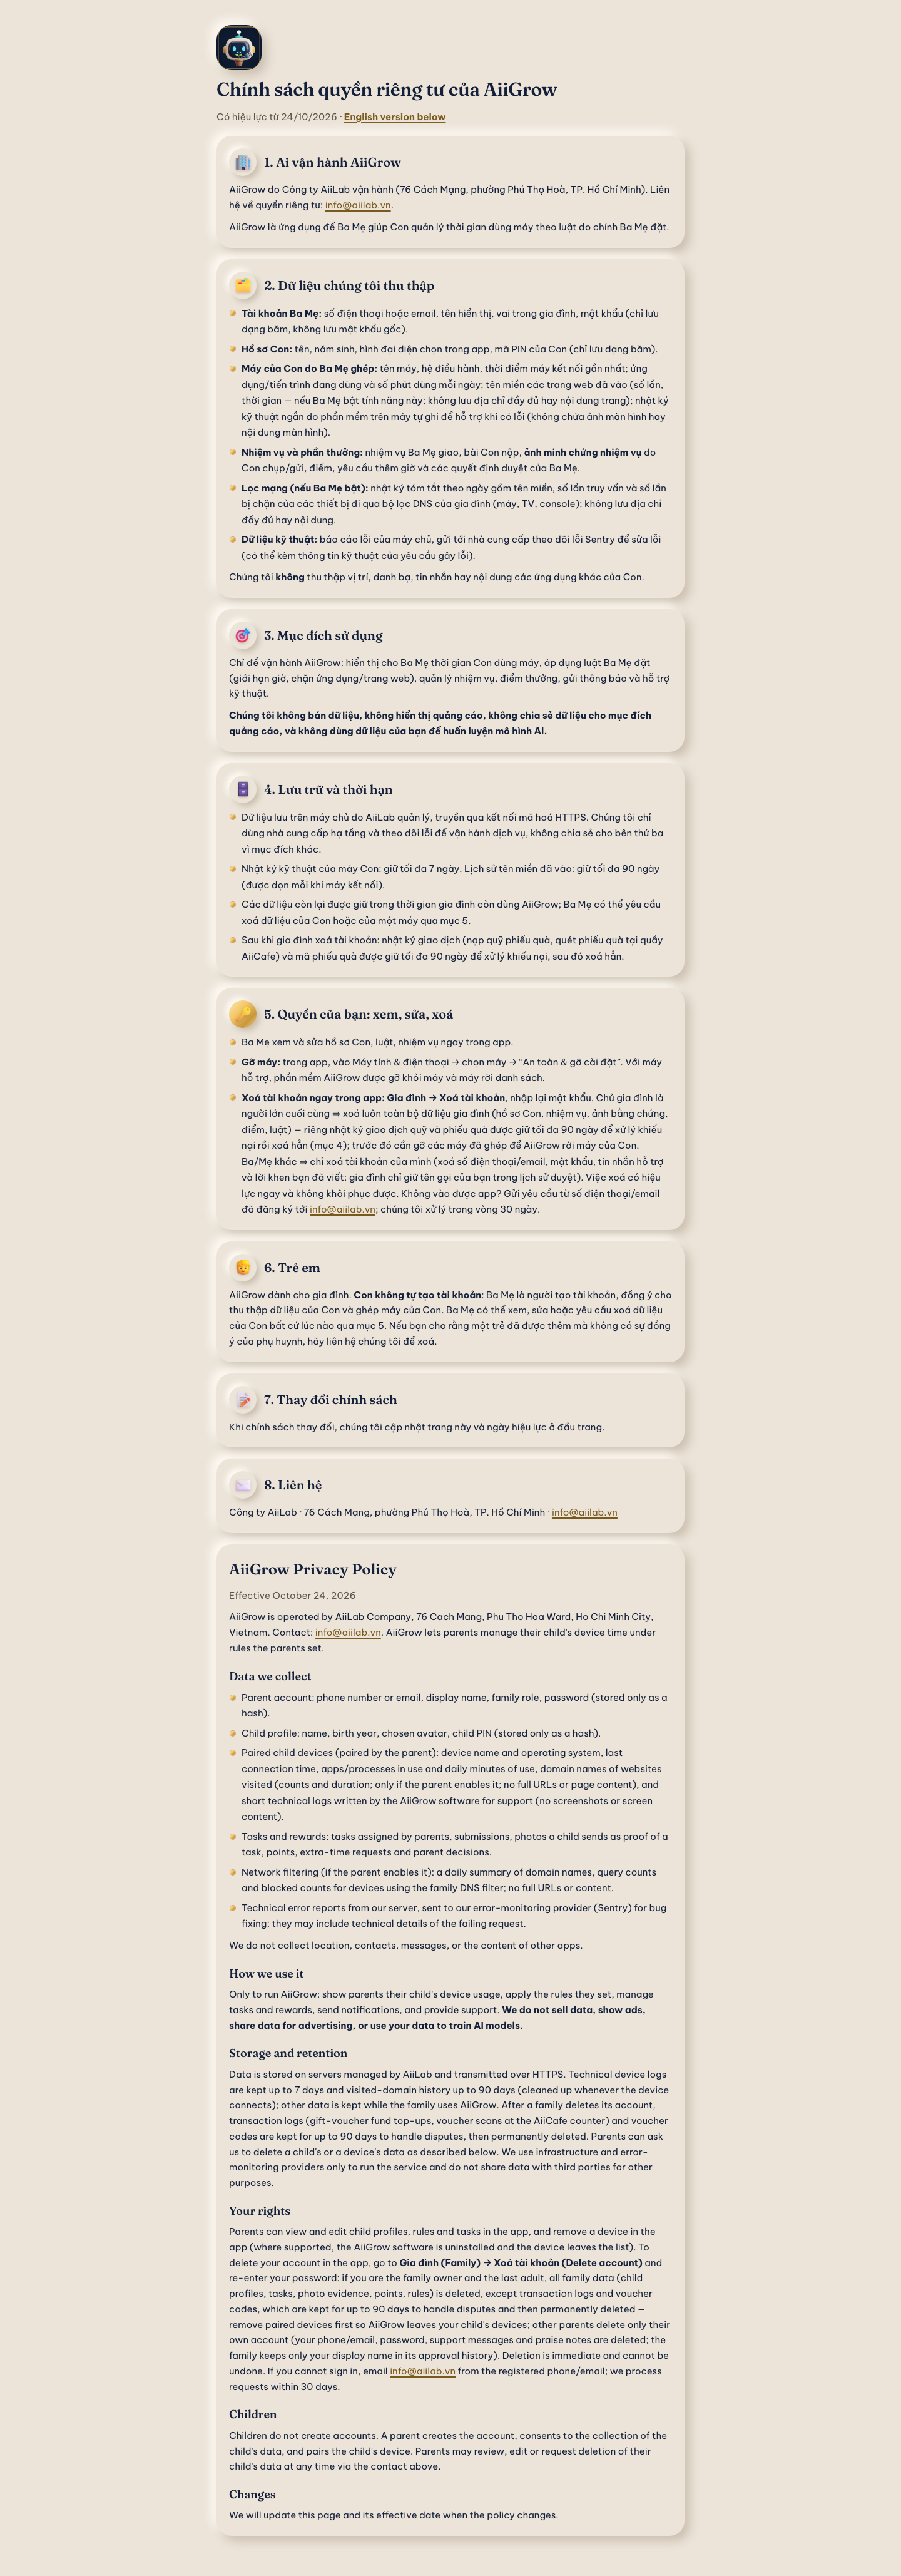 Chính sách quyền riêng tư của AiiGrow
Có hiệu lực từ 24/10/2026 · English version below
1. Ai vận hành AiiGrow
AiiGrow do Công ty AiiLab vận hành (76 Cách Mạng, phường Phú Thọ Hoà, TP. Hồ Chí Minh). Liên
hệ về quyền riêng tư: info@aiilab.vn.
AiiGrow là ứng dụng để Ba Mẹ giúp Con quản lý thời gian dùng máy theo luật do chính Ba Mẹ đặt.
2. Dữ liệu chúng tôi thu thập
Tài khoản Ba Mẹ: số điện thoại hoặc email, tên hiển thị, vai trong gia đình, mật khẩu (chỉ lưu
dạng băm, không lưu mật khẩu gốc).
Hồ sơ Con: tên, năm sinh, hình đại diện chọn trong app, mã PIN của Con (chỉ lưu dạng băm).
Máy của Con do Ba Mẹ ghép: tên máy, hệ điều hành, thời điểm máy kết nối gần nhất; ứng
dụng/tiến trình đang dùng và số phút dùng mỗi ngày; tên miền các trang web đã vào (số lần,
thời gian — nếu Ba Mẹ bật tính năng này; không lưu địa chỉ đầy đủ hay nội dung trang); nhật ký
kỹ thuật ngắn do phần mềm trên máy tự ghi để hỗ trợ khi có lỗi (không chứa ảnh màn hình hay
nội dung màn hình).
Nhiệm vụ và phần thưởng: nhiệm vụ Ba Mẹ giao, bài Con nộp, ảnh minh chứng nhiệm vụ do
Con chụp/gửi, điểm, yêu cầu thêm giờ và các quyết định duyệt của Ba Mẹ.
Lọc mạng (nếu Ba Mẹ bật): nhật ký tóm tắt theo ngày gồm tên miền, số lần truy vấn và số lần
bị chặn của các thiết bị đi qua bộ lọc DNS của gia đình (máy, TV, console); không lưu địa chỉ
đầy đủ hay nội dung.
Dữ liệu kỹ thuật: báo cáo lỗi của máy chủ, gửi tới nhà cung cấp theo dõi lỗi Sentry để sửa lỗi
(có thể kèm thông tin kỹ thuật của yêu cầu gây lỗi).
Chúng tôi không thu thập vị trí, danh bạ, tin nhắn hay nội dung các ứng dụng khác của Con.
3. Mục đích sử dụng
Chỉ để vận hành AiiGrow: hiển thị cho Ba Mẹ thời gian Con dùng máy, áp dụng luật Ba Mẹ đặt
(giới hạn giờ, chặn ứng dụng/trang web), quản lý nhiệm vụ, điểm thưởng, gửi thông báo và hỗ trợ
kỹ thuật.
Chúng tôi không bán dữ liệu, không hiển thị quảng cáo, không chia sẻ dữ liệu cho mục đích
quảng cáo, và không dùng dữ liệu của bạn để huấn luyện mô hình AI.
4. Lưu trữ và thời hạn
Dữ liệu lưu trên máy chủ do AiiLab quản lý, truyền qua kết nối mã hoá HTTPS. Chúng tôi chỉ
dùng nhà cung cấp hạ tầng và theo dõi lỗi để vận hành dịch vụ, không chia sẻ cho bên thứ ba
vì mục đích khác.
Nhật ký kỹ thuật của máy Con: giữ tối đa 7 ngày. Lịch sử tên miền đã vào: giữ tối đa 90 ngày
(được dọn mỗi khi máy kết nối).
Các dữ liệu còn lại được giữ trong thời gian gia đình còn dùng AiiGrow; Ba Mẹ có thể yêu cầu
xoá dữ liệu của Con hoặc của một máy qua mục 5.
Sau khi gia đình xoá tài khoản: nhật ký giao dịch (nạp quỹ phiếu quà, quét phiếu quà tại quầy
AiiCafe) và mã phiếu quà được giữ tối đa 90 ngày để xử lý khiếu nại, sau đó xoá hẳn.
5. Quyền của bạn: xem, sửa, xoá
Ba Mẹ xem và sửa hồ sơ Con, luật, nhiệm vụ ngay trong app.
Gỡ máy: trong app, vào Máy tính & điện thoại → chọn máy → “An toàn & gỡ cài đặt”. Với máy
hỗ trợ, phần mềm AiiGrow được gỡ khỏi máy và máy rời danh sách.
Xoá tài khoản ngay trong app: Gia đình → Xoá tài khoản, nhập lại mật khẩu. Chủ gia đình là
người lớn cuối cùng ⇒ xoá luôn toàn bộ dữ liệu gia đình (hồ sơ Con, nhiệm vụ, ảnh bằng chứng,
điểm, luật) — riêng nhật ký giao dịch quỹ và phiếu quà được giữ tối đa 90 ngày để xử lý khiếu
nại rồi xoá hẳn (mục 4); trước đó cần gỡ các máy đã ghép để AiiGrow rời máy của Con.
Ba/Mẹ khác ⇒ chỉ xoá tài khoản của mình (xoá số điện thoại/email, mật khẩu, tin nhắn hỗ trợ
và lời khen bạn đã viết; gia đình chỉ giữ tên gọi của bạn trong lịch sử duyệt). Việc xoá có hiệu
lực ngay và không khôi phục được. Không vào được app? Gửi yêu cầu từ số điện thoại/email
đã đăng ký tới info@aiilab.vn; chúng tôi xử lý trong vòng 30 ngày.
6. Trẻ em
AiiGrow dành cho gia đình. Con không tự tạo tài khoản: Ba Mẹ là người tạo tài khoản, đồng ý cho
thu thập dữ liệu của Con và ghép máy của Con. Ba Mẹ có thể xem, sửa hoặc yêu cầu xoá dữ liệu
của Con bất cứ lúc nào qua mục 5. Nếu bạn cho rằng một trẻ đã được thêm mà không có sự đồng
ý của phụ huynh, hãy liên hệ chúng tôi để xoá.
7. Thay đổi chính sách
Khi chính sách thay đổi, chúng tôi cập nhật trang này và ngày hiệu lực ở đầu trang.
8. Liên hệ
Công ty AiiLab · 76 Cách Mạng, phường Phú Thọ Hoà, TP. Hồ Chí Minh · info@aiilab.vn
AiiGrow Privacy Policy
Effective October 24, 2026
AiiGrow is operated by AiiLab Company, 76 Cach Mang, Phu Tho Hoa Ward, Ho Chi Minh City,
Vietnam. Contact: info@aiilab.vn. AiiGrow lets parents manage their child's device time under
rules the parents set.
Data we collect
Parent account: phone number or email, display name, family role, password (stored only as a
hash).
Child profile: name, birth year, chosen avatar, child PIN (stored only as a hash).
Paired child devices (paired by the parent): device name and operating system, last
connection time, apps/processes in use and daily minutes of use, domain names of websites
visited (counts and duration; only if the parent enables it; no full URLs or page content), and
short technical logs written by the AiiGrow software for support (no screenshots or screen
content).
Tasks and rewards: tasks assigned by parents, submissions, photos a child sends as proof of a
task, points, extra-time requests and parent decisions.
Network filtering (if the parent enables it): a daily summary of domain names, query counts
and blocked counts for devices using the family DNS filter; no full URLs or content.
Technical error reports from our server, sent to our error-monitoring provider (Sentry) for bug
fixing; they may include technical details of the failing request.
We do not collect location, contacts, messages, or the content of other apps.
How we use it
Only to run AiiGrow: show parents their child's device usage, apply the rules they set, manage
tasks and rewards, send notifications, and provide support. We do not sell data, show ads,
share data for advertising, or use your data to train AI models.
Storage and retention
Data is stored on servers managed by AiiLab and transmitted over HTTPS. Technical device logs
are kept up to 7 days and visited-domain history up to 90 days (cleaned up whenever the device
connects); other data is kept while the family uses AiiGrow. After a family deletes its account,
transaction logs (gift-voucher fund top-ups, voucher scans at the AiiCafe counter) and voucher
codes are kept for up to 90 days to handle disputes, then permanently deleted. Parents can ask
us to delete a child's or a device's data as described below. We use infrastructure and error-
monitoring providers only to run the service and do not share data with third parties for other
purposes.
Your rights
Parents can view and edit child profiles, rules and tasks in the app, and remove a device in the
app (where supported, the AiiGrow software is uninstalled and the device leaves the list). To
delete your account in the app, go to Gia đình (Family) → Xoá tài khoản (Delete account) and
re-enter your password: if you are the family owner and the last adult, all family data (child
profiles, tasks, photo evidence, points, rules) is deleted, except transaction logs and voucher
codes, which are kept for up to 90 days to handle disputes and then permanently deleted —
remove paired devices first so AiiGrow leaves your child's devices; other parents delete only their
own account (your phone/email, password, support messages and praise notes are deleted; the
family keeps only your display name in its approval history). Deletion is immediate and cannot be
undone. If you cannot sign in, email info@aiilab.vn from the registered phone/email; we process
requests within 30 days.
Children
Children do not create accounts. A parent creates the account, consents to the collection of the
child's data, and pairs the child's device. Parents may review, edit or request deletion of their
child's data at any time via the contact above.
Changes
We will update this page and its effective date when the policy changes.